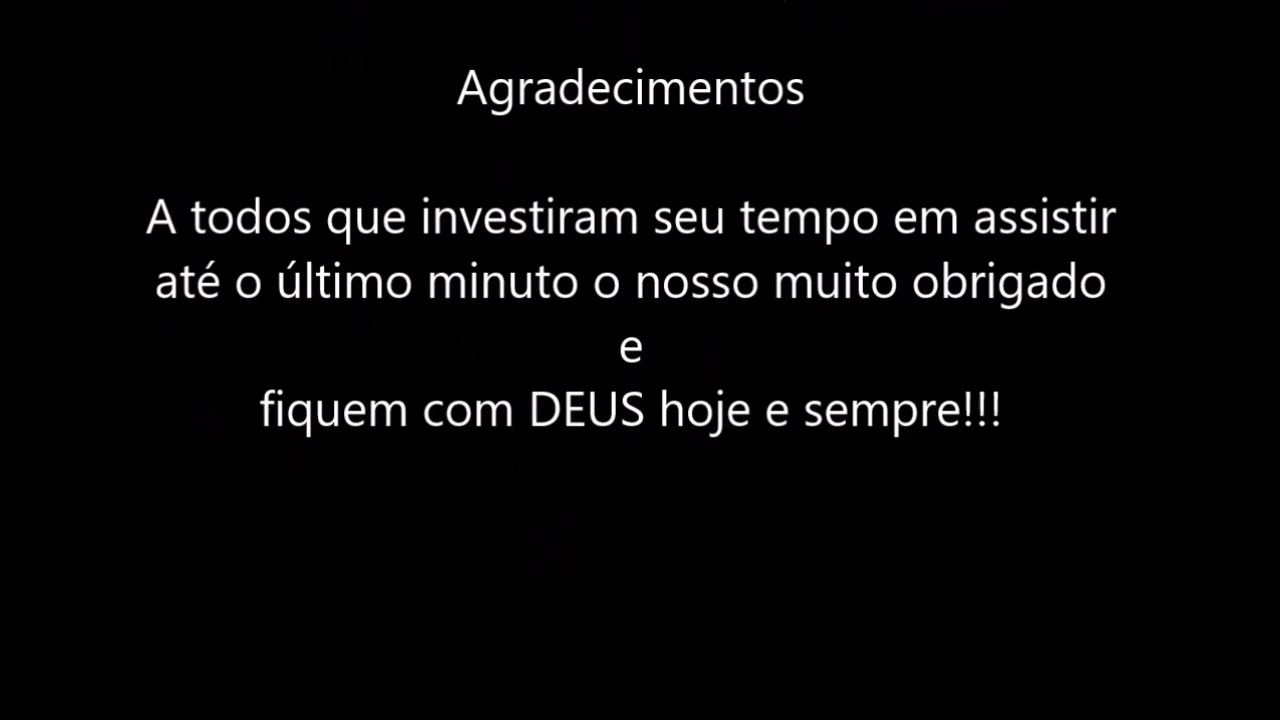 Agradecimentos
A todos que investiram seu tempo em assistir
até o último minuto o nosso muito obrigado
e
fiquem com DEUS hoje e sempre!!!